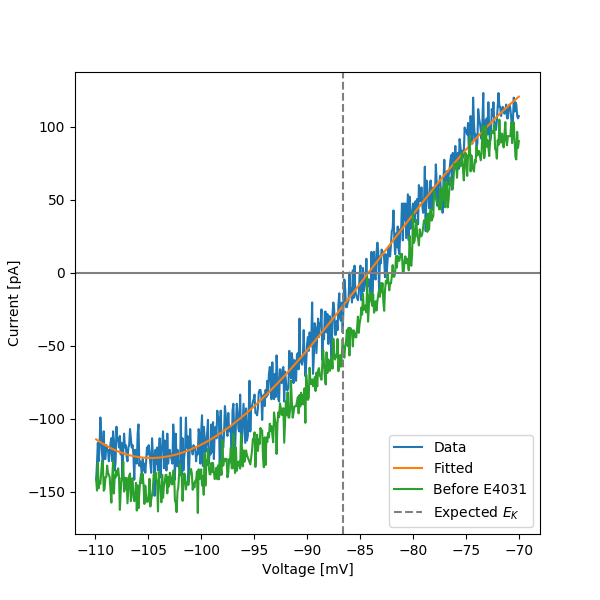 100
50
0
−50
−100
−150
Current [pA]
Data
Fitted
Before E4031
Expected E_K
−110 −105 −100 −95 −90 −85 −80 −75 −70
Voltage [mV]